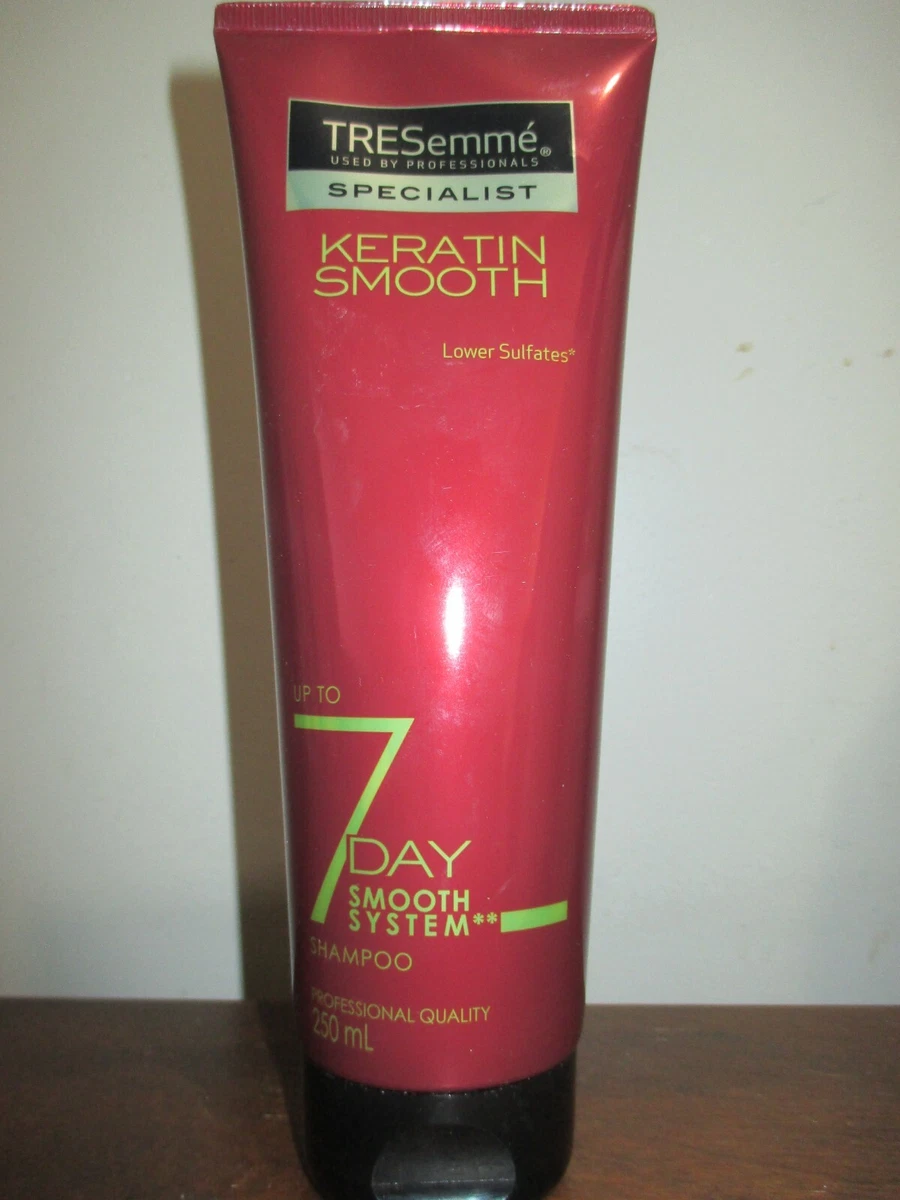 TRESemmé®
USED BY PROFESSIONALS
SPECIALIST
KERATIN
SMOOTH
Lower Sulfates*
UP TO
7
DAY
SMOOTH
SYSTEM**
SHAMPOO
PROFESSIONAL QUALITY
250 mL